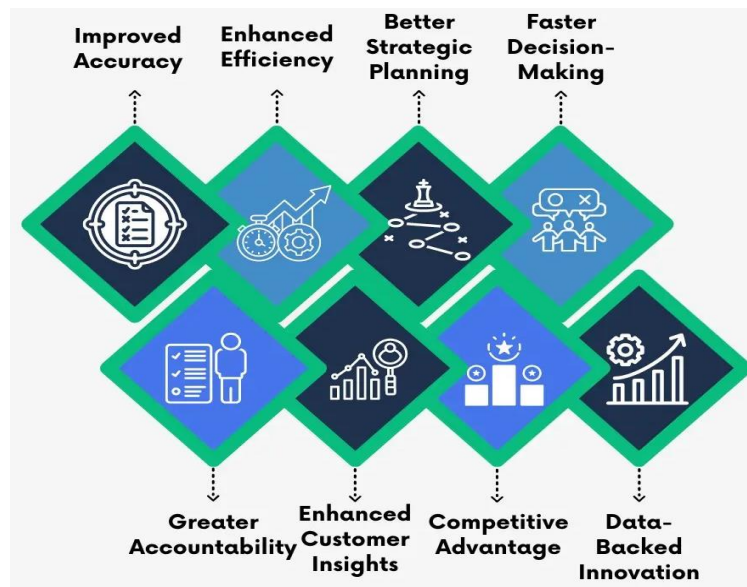 Improved
Accuracy
Enhanced
Efficiency
Better
Strategic
Planning
Faster
Decision-
Making
Greater
Accountability
Enhanced
Customer
Insights
Competitive
Advantage
Data-
Backed
Innovation